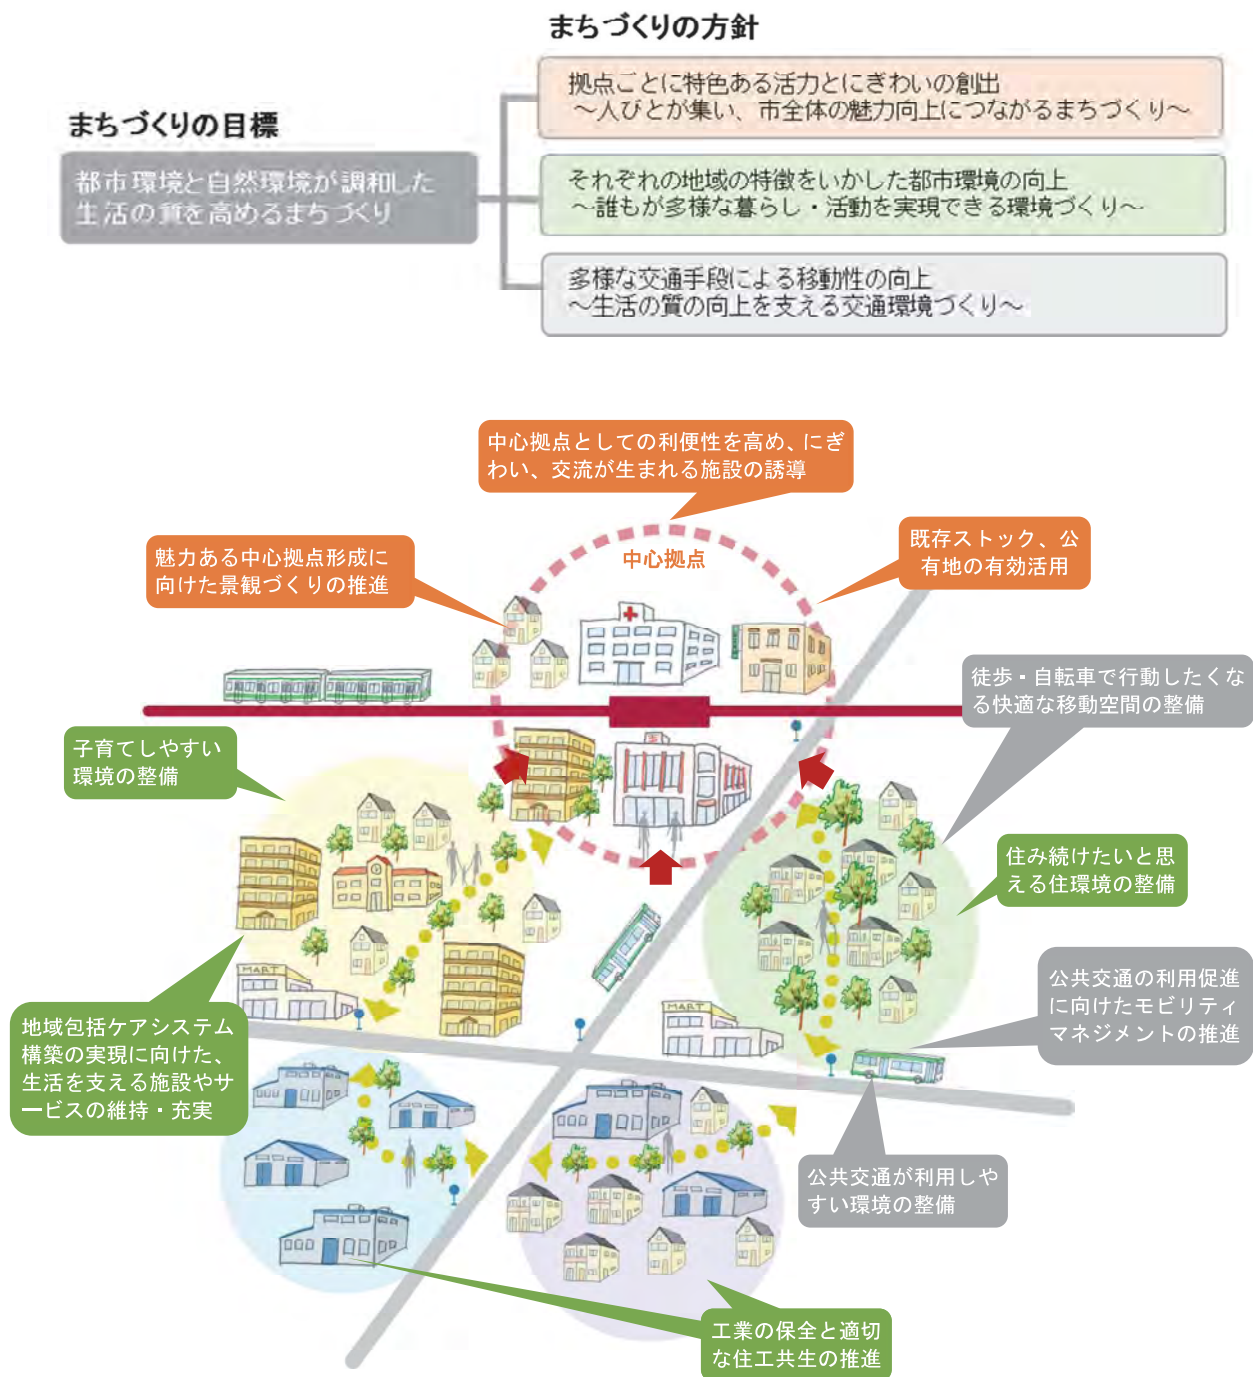 まちづくりの方針
拠点ごとに特色ある活力とにぎわいの創出
～人びとが集い、市全体の魅力向上につながるまちづくり～
まちづくりの目標
都市環境と自然環境が調和した
生活の質を高めるまちづくり
それぞれの地域の特徴をいかした都市環境の向上
～誰もが多様な暮らし・活動を実現できる環境づくり～
多様な交通手段による移動性の向上
～生活の質の向上を支える交通環境づくり～
中心拠点としての利便性を高め、にぎ
わい、交流が生まれる施設の誘導
魅力ある中心拠点形成に
向けた景観づくりの推進
中心拠点
既存ストック、公
有地の有効活用
徒歩・自転車で行動したくな
る快適な移動空間の整備
子育てしやすい
環境の整備
住み続けたいと思
える住環境の整備
MART
MART
公共交通の利用促進
に向けたモビリティ
マネジメントの推進
地域包括ケアシステム
構築の実現に向けた、
生活を支える施設やサ
ービスの維持・充実
公共交通が利用しや
すい環境の整備
工業の保全と適切
な住工共生の推進